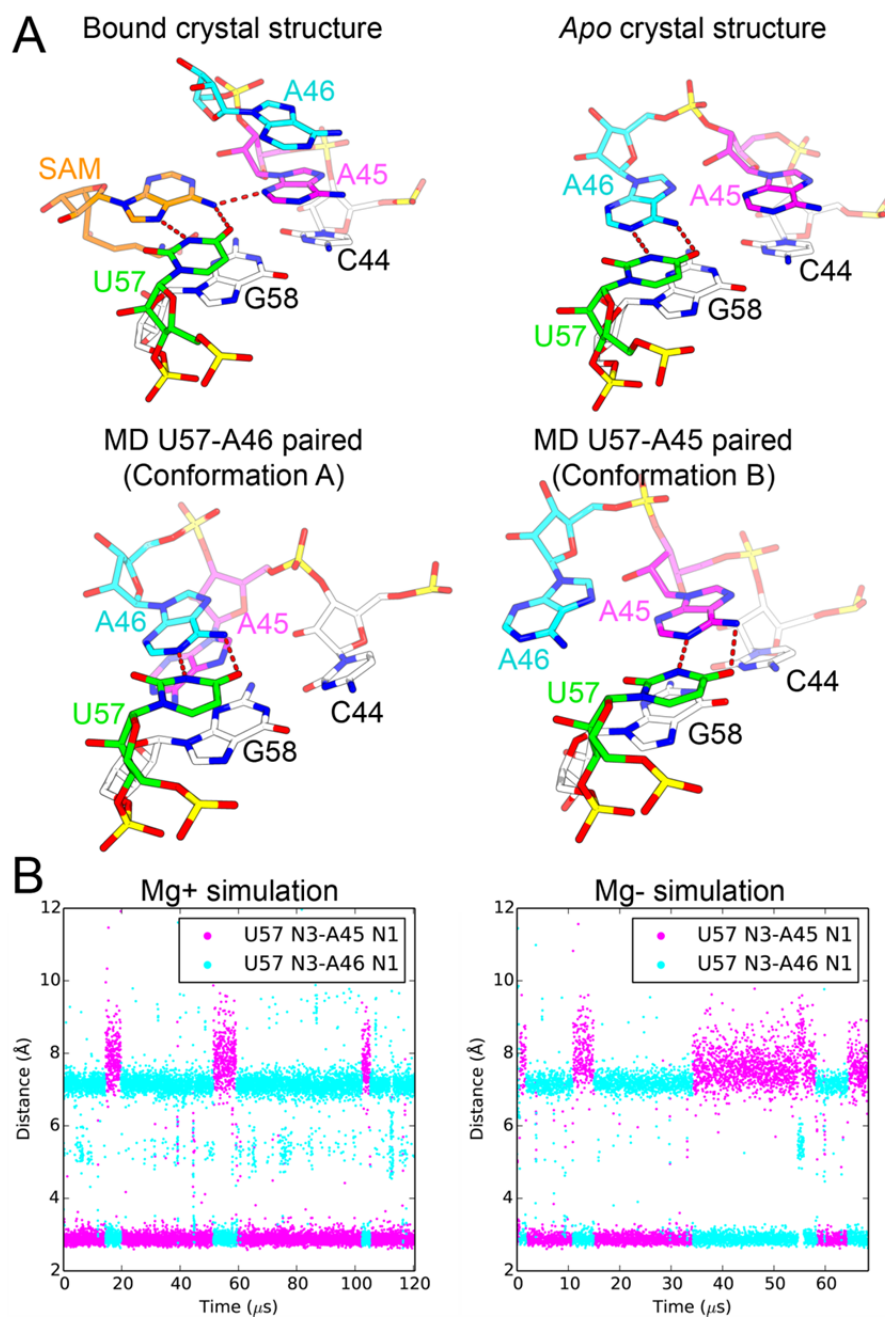 A
Bound crystal structure
Apo crystal structure
A46
A46
SAM
A45
A45
U57
C44
C44
G58
G58
U57
MD U57-A46 paired
(Conformation A)
MD U57-A45 paired
(Conformation B)
A46
A45
A45
A46
U57
C44
U57
C44
G58
G58
B
Mg+ simulation
Mg- simulation
U57 N3-A45 N1
U57 N3-A46 N1
U57 N3-A45 N1
U57 N3-A46 N1
Distance (Å)
12
10
8
6
4
2
0 20 40 60 80 100 120
Time (μs)
Distance (Å)
12
10
8
6
4
2
0 10 20 30 40 50 60
Time (μs)